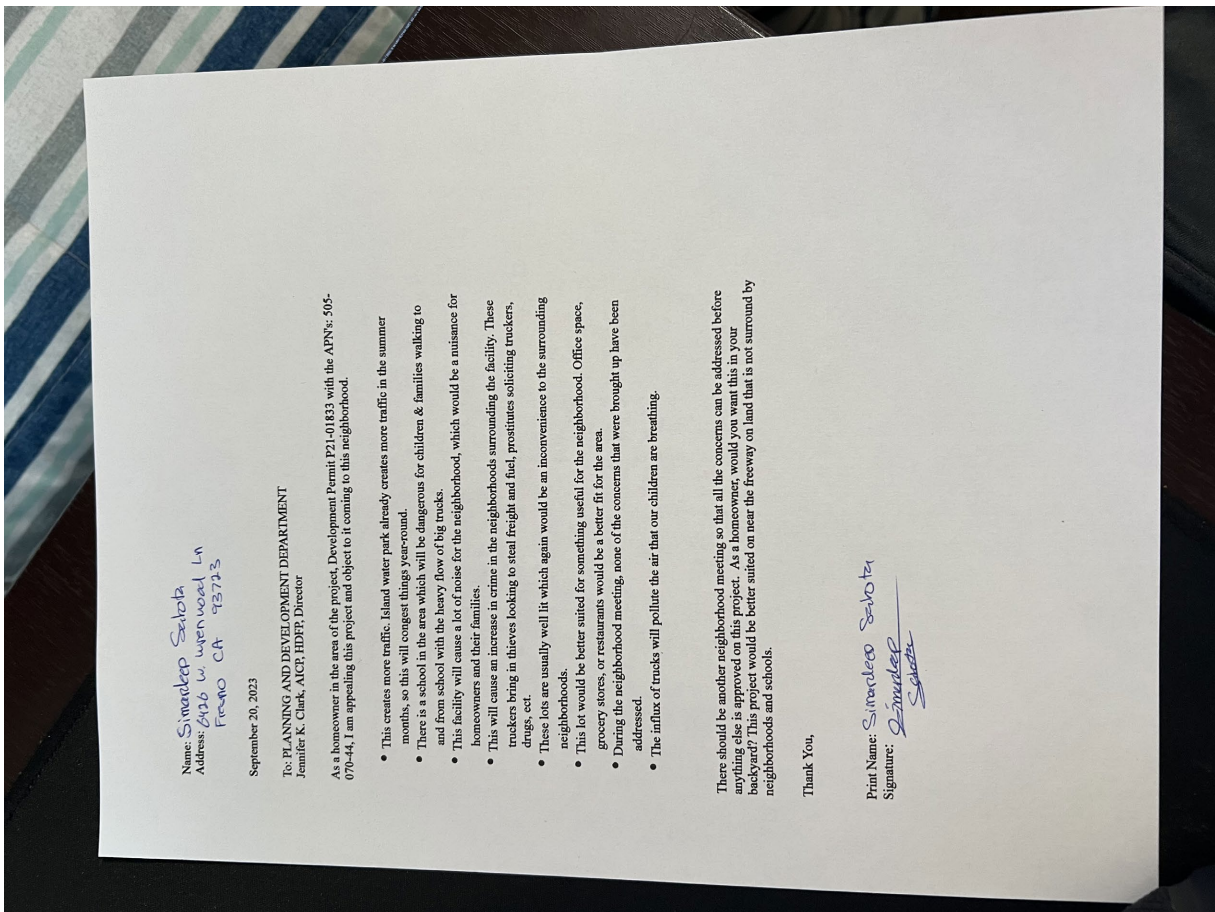 Name: Simardeep Sahota
Address: 6426 W. Wrenwood Ln
Fresno CA 93723
September 20, 2023
To: PLANNING AND DEVELOPMENT DEPARTMENT
Jennifer K. Clark, AICP, HDFP, Director
As a homeowner in the area of the project, Development Permit P21-01833 with the APN's: 505-
070-44, I am appealing this project and object to it coming to this neighborhood.
• This creates more traffic. Island water park already creates more traffic in the summer
months, so this will congest things year-round.
• There is a school in the area which will be dangerous for children & families walking to
and from school with the heavy flow of big trucks.
• This facility will cause a lot of noise for the neighborhood, which would be a nuisance for
homeowners and their families.
• This will cause an increase in crime in the neighborhoods surrounding the facility. These
truckers bring in thieves looking to steal freight and fuel, prostitutes soliciting truckers,
drugs, ect.
• These lots are usually well lit which again would be an inconvenience to the surrounding
neighborhoods.
• This lot would be better suited for something useful for the neighborhood. Office space,
grocery stores, or restaurants would be a better fit for the area.
• During the neighborhood meeting, none of the concerns that were brought up have been
addressed.
• The influx of trucks will pollute the air that our children are breathing.
There should be another neighborhood meeting so that all the concerns can be addressed before
anything else is approved on this project. As a homeowner, would you want this in your
backyard? This project would be better suited on near the freeway on land that is not surround by
neighborhoods and schools.
Thank You,
Print Name: Simardeep Sahota
Signature: Simardeep
Sahota